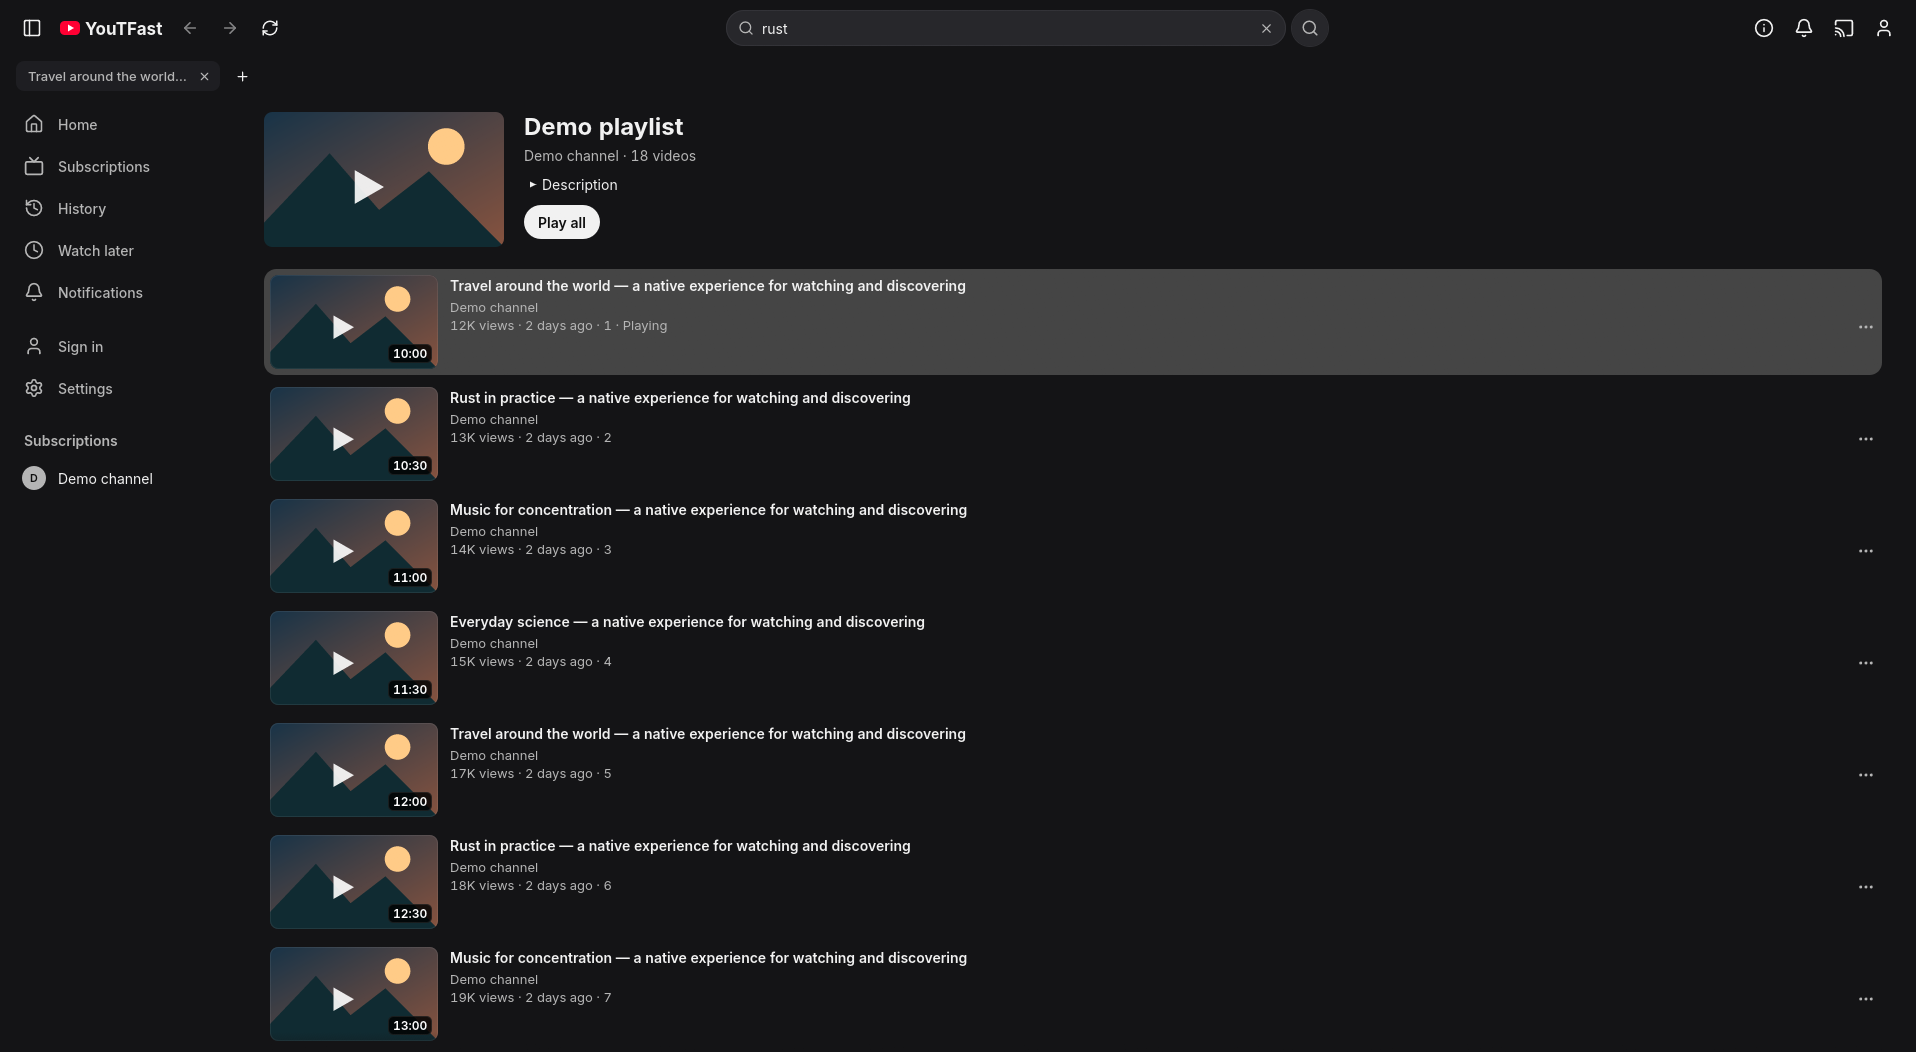 YouTFast
rust
Travel around the world...
Home
Subscriptions
History
Watch later
Notifications
Sign in
Settings
Subscriptions
D
Demo channel
Demo playlist
Demo channel · 18 videos
Description
Play all
Travel around the world — a native experience for watching and discovering
Demo channel
12K views · 2 days ago · 1 · Playing
10:00
Rust in practice — a native experience for watching and discovering
Demo channel
13K views · 2 days ago · 2
10:30
Music for concentration — a native experience for watching and discovering
Demo channel
14K views · 2 days ago · 3
11:00
Everyday science — a native experience for watching and discovering
Demo channel
15K views · 2 days ago · 4
11:30
Travel around the world — a native experience for watching and discovering
Demo channel
17K views · 2 days ago · 5
12:00
Rust in practice — a native experience for watching and discovering
Demo channel
18K views · 2 days ago · 6
12:30
Music for concentration — a native experience for watching and discovering
Demo channel
19K views · 2 days ago · 7
13:00